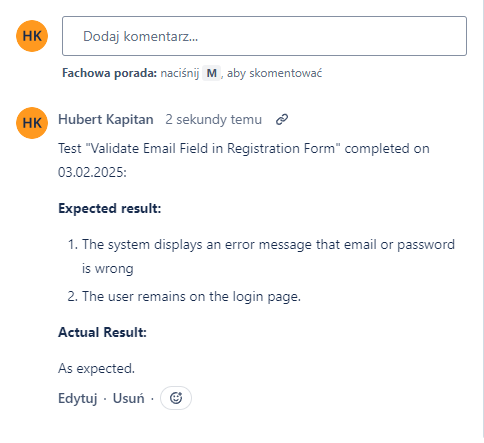 HK
Dodaj komentarz...
Fachowa porada: naciśnij M, aby skomentować
HK
Hubert Kapitan 2 sekundy temu
Test "Validate Email Field in Registration Form" completed on
03.02.2025:
Expected result:
1. The system displays an error message that email or password
is wrong
2. The user remains on the login page.
Actual Result:
As expected.
Edytuj · Usuń ·